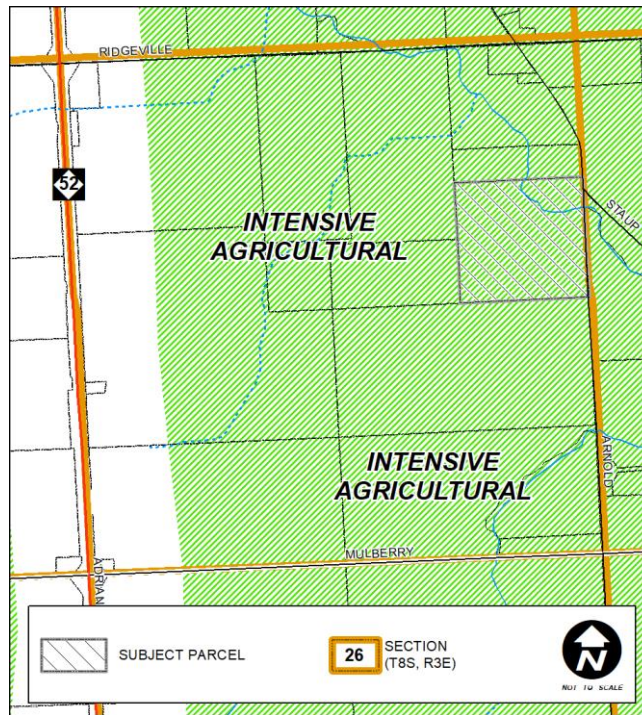 RIDGEVILLE
52
STAUP
INTENSIVE
AGRICULTURAL
ARNOLD
INTENSIVE
AGRICULTURAL
MULBERRY
ADRIAN
SUBJECT PARCEL
26
SECTION
(T8S, R3E)
N
NOT TO SCALE